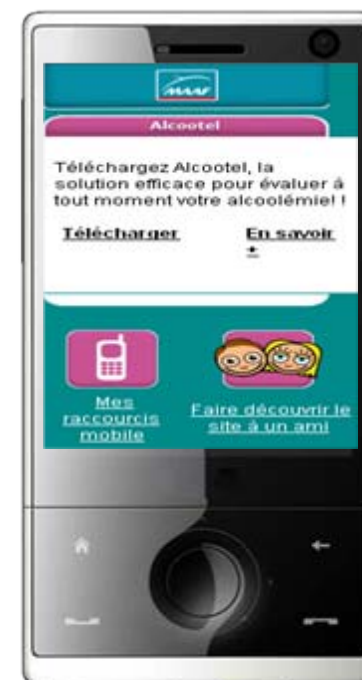 MAAF
Alcootel
Téléchargez Alcootel, la
solution efficace pour évaluer à
tout moment votre alcoolémie! !
Télécharger
En savoir
+
Mes
raccourcis
mobile
Faire découvrir le
site à un ami